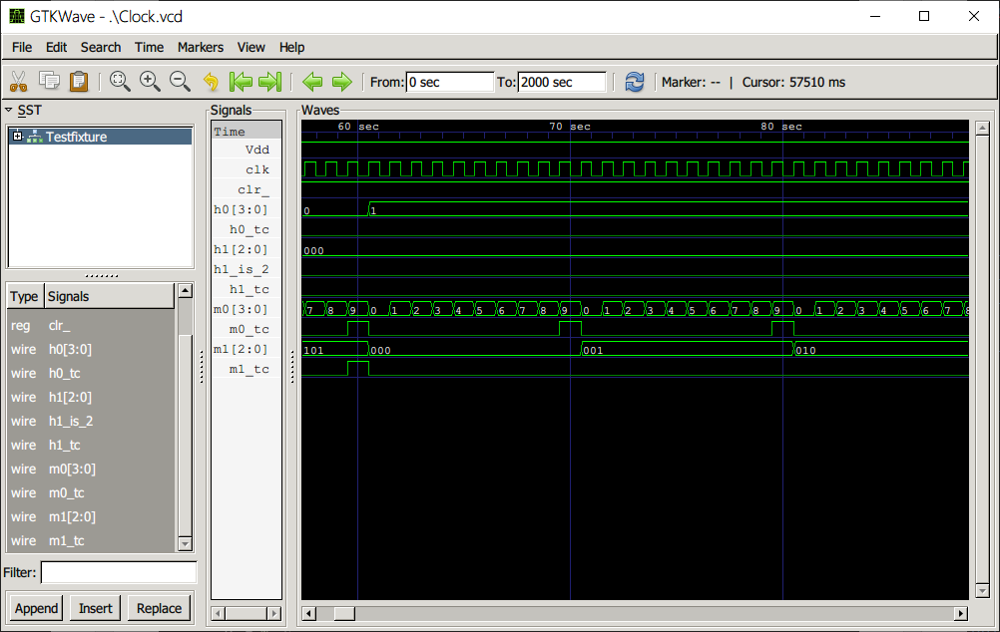 GTKWave - .\Clock.vcd
File Edit Search Time Markers View Help
From: 0 sec To: 2000 sec Marker: -- | Cursor: 57510 ms
SST
Testfixture
Type Signals
reg clr_
wire h0[3:0]
wire h0_tc
wire h1[2:0]
wire h1_is_2
wire h1_tc
wire m0[3:0]
wire m0_tc
wire m1[2:0]
wire m1_tc
Filter:
Append Insert Replace
Signals
Time
Vdd
clk
clr_
h0[3:0]
h0_tc
h1[2:0]
h1_is_2
h1_tc
m0[3:0]
m0_tc
m1[2:0]
m1_tc
Waves
60 sec 70 sec 80 sec
0 1
000
7 8 9 0 1 2 3 4 5 6 7 8 9 0 1 2 3 4 5 6 7 8 9 0 1 2 3 4 5 6 7 8
101 000 001 010